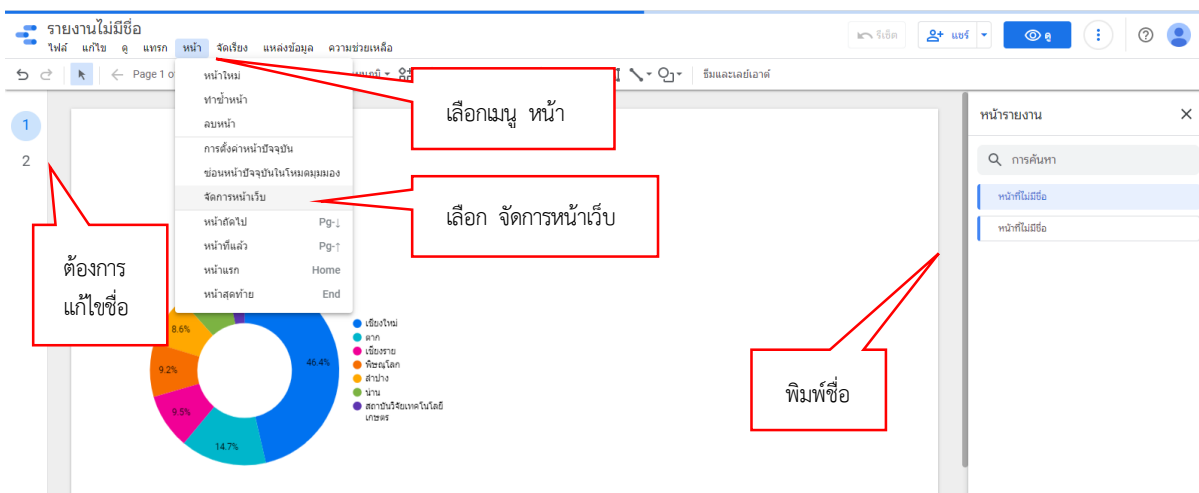 รายงานไม่มีชื่อ
ไฟล์ แก้ไข ดู แทรก หน้า จัดเรียง แหล่งข้อมูล ความช่วยเหลือ
รีเซ็ต แชร์ ดู
Page 1 ธีมและเลย์เอาต์
หน้าใหม่
ทำซ้ำหน้า
ลบหน้า
การตั้งค่าหน้าปัจจุบัน
ซ่อนหน้าปัจจุบันในโหมดมุมมอง
จัดการหน้าเว็บ
หน้าถัดไป Pg-↓
หน้าที่แล้ว Pg-↑
หน้าแรก Home
หน้าสุดท้าย End
1
2
เลือกเมนู หน้า
เลือก จัดการหน้าเว็บ
ต้องการ
แก้ไขชื่อ
พิมพ์ชื่อ
หน้ารายงาน
การค้นหา
หน้าที่ไม่มีชื่อ
หน้าที่ไม่มีชื่อ
8.6%
9.2%
9.5%
14.7%
46.4%
เชียงใหม่
ตาก
เชียงราย
พิษณุโลก
ลำปาง
น่าน
สถาบันวิจัยเทคโนโลยี
เกษตร